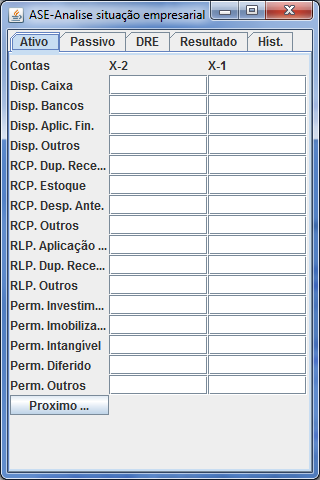 ASE-Analise situação empresarial
Ativo Passivo DRE Resultado Híst.
Contas X-2 X-1
Disp. Caixa
Disp. Bancos
Disp. Aplic. Fin.
Disp. Outros
RCP. Dup. Rece...
RCP. Estoque
RCP. Desp. Ante.
RCP. Outros
RLP. Aplicação ...
RLP. Dup. Rece...
RLP. Outros
Perm. Investim...
Perm. Imobiliza...
Perm. Intangível
Perm. Diferido
Perm. Outros
Proximo ...